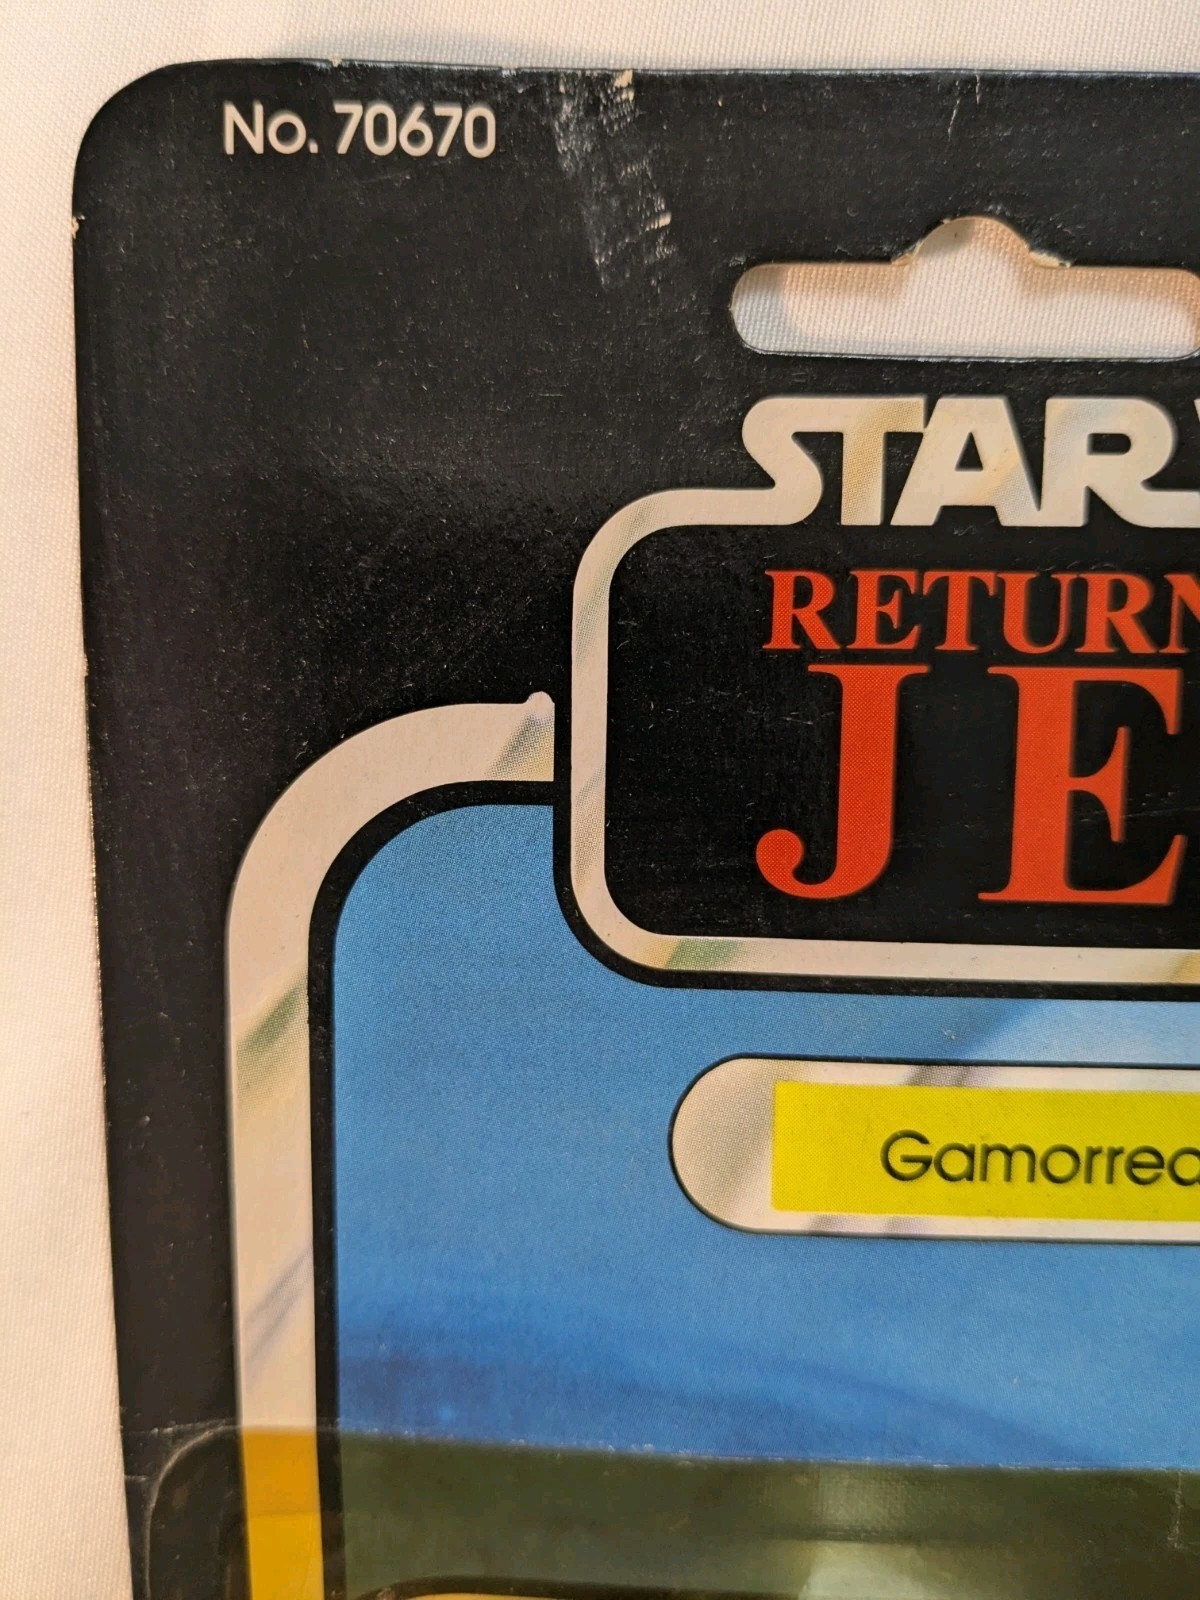 No. 70670
STAR
RETURN
JE
Gamorrea